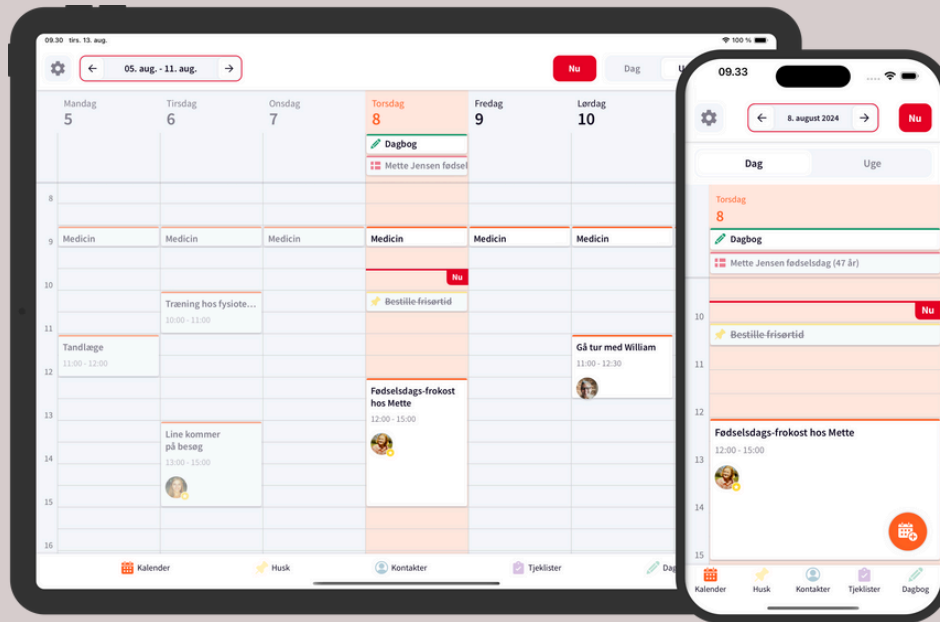 09.30 tirs. 13. aug.
100 %
05. aug. - 11. aug.
Nu
Dag
Mandag
5
Tirsdag
6
Onsdag
7
Torsdag
8
Fredag
9
Lørdag
10
Dagbog
Mette Jensen fødsel
8
9
Medicin
Medicin
Medicin
Medicin
Medicin
Medicin
Nu
10
Træning hos fysiote...
10:00 - 11:00
Bestille frisørtid
11
Tandlæge
11:00 - 12:00
Gå tur med William
11:00 - 12:30
12
Fødselsdags-frokost
hos Mette
12:00 - 15:00
13
Line kommer
på besøg
13:00 - 15:00
14
15
16
Kalender
Husk
Kontakter
Tjeklister
09.33
8. august 2024
Nu
Dag
Uge
Torsdag
8
Dagbog
Mette Jensen fødselsdag (47 år)
Nu
10
Bestille frisørtid
11
12
Fødselsdags-frokost hos Mette
12:00 - 15:00
13
14
15
Kalender
Husk
Kontakter
Tjeklister
Dagbog